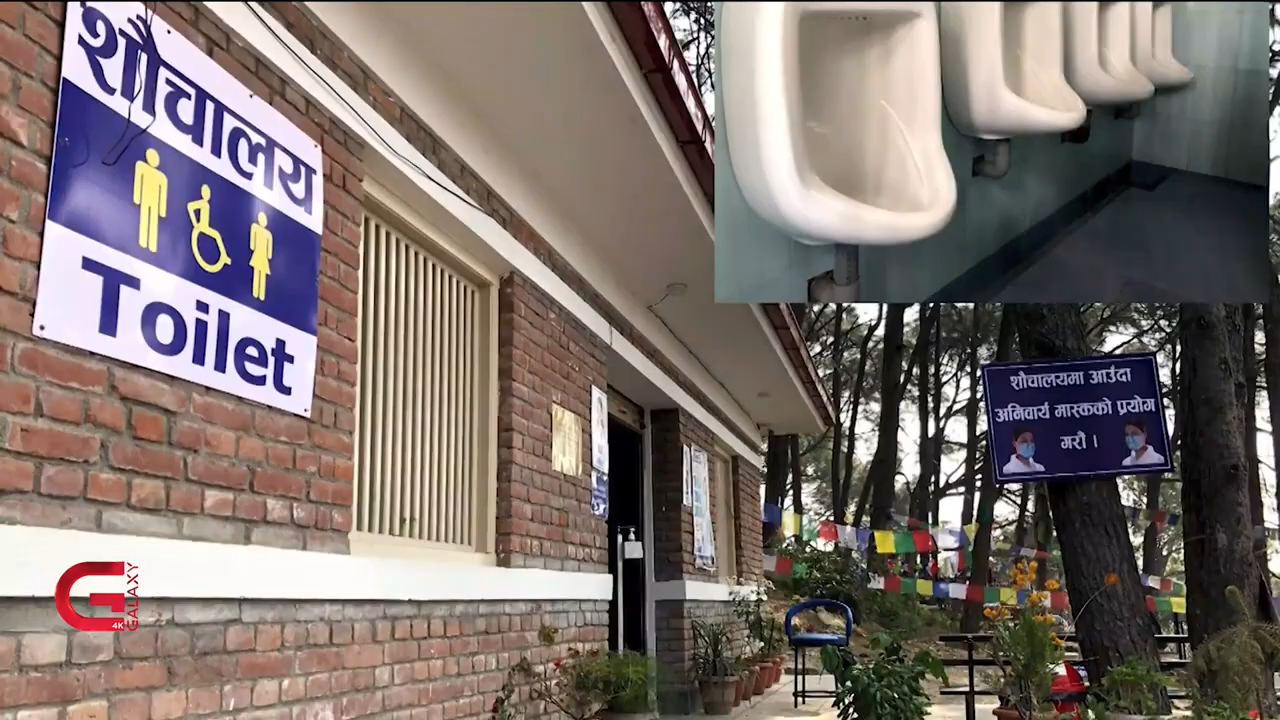 शौचालय
Toilet
शौचालयमा आउँदा
अनिवार्य मास्कको प्रयोग
गरौं ।
G
4K
GALAXY